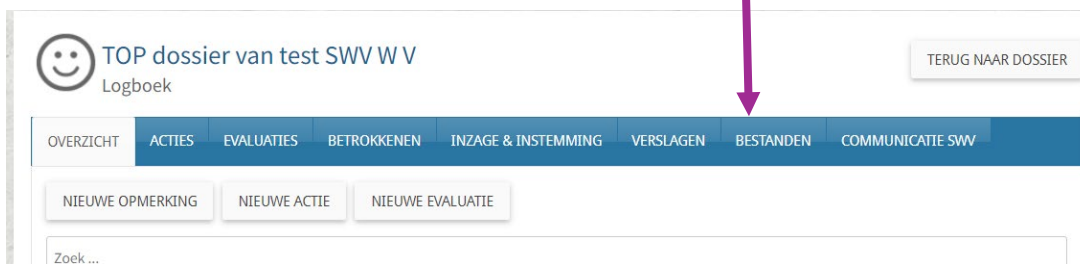 TOP dossier van test SWV W V
Logboek
TERUG NAAR DOSSIER
OVERZICHT ACTIES EVALUATIES BETROKKENEN INZAGE & INSTEMMING VERSLAGEN BESTANDEN COMMUNICATIE SWV
NIEUWE OPMERKING NIEUWE ACTIE NIEUWE EVALUATIE
Zoek ...